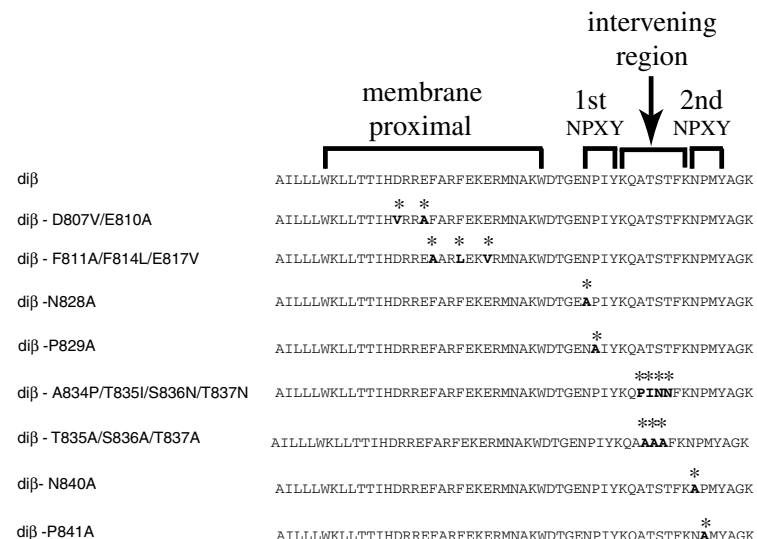 intervening
region
membrane
proximal
1st
NPXY
2nd
NPXY
diβ AILLLWKLLTTIHDRREFARFEKERMNAKWDTGENPIYKQATSTFKNPMYAGK
* *
diβ - D807V/E810A AILLLWKLLTTIHVRRAFARFEKERMNAKWDTGENPIYKQATSTFKNPMYAGK
* * *
diβ - F811A/F814L/E817V AILLLWKLLTTIHDRREAARLEKVRMNAKWDTGENPIYKQATSTFKNPMYAGK
*
diβ -N828A AILLLWKLLTTIHDRREFARFEKERMNAKWDTGEAPIYKQATSTFKNPMYAGK
*
diβ -P829A AILLLWKLLTTIHDRREFARFEKERMNAKWDTGENAIYKQATSTFKNPMYAGK
****
diβ - A834P/T835I/S836N/T837N AILLLWKLLTTIHDRREFARFEKERMNAKWDTGENPIYKQPINNFKNPMYAGK
***
diβ - T835A/S836A/T837A AILLLWKLLTTIHDRREFARFEKERMNAKWDTGENPIYKQAAAAFKNPMYAGK
*
diβ- N840A AILLLWKLLTTIHDRREFARFEKERMNAKWDTGENPIYKQATSTFKAPMYAGK
*
diβ -P841A AILLLWKLLTTIHDRREFARFEKERMNAKWDTGENPIYKQATSTFKNAMYAGK